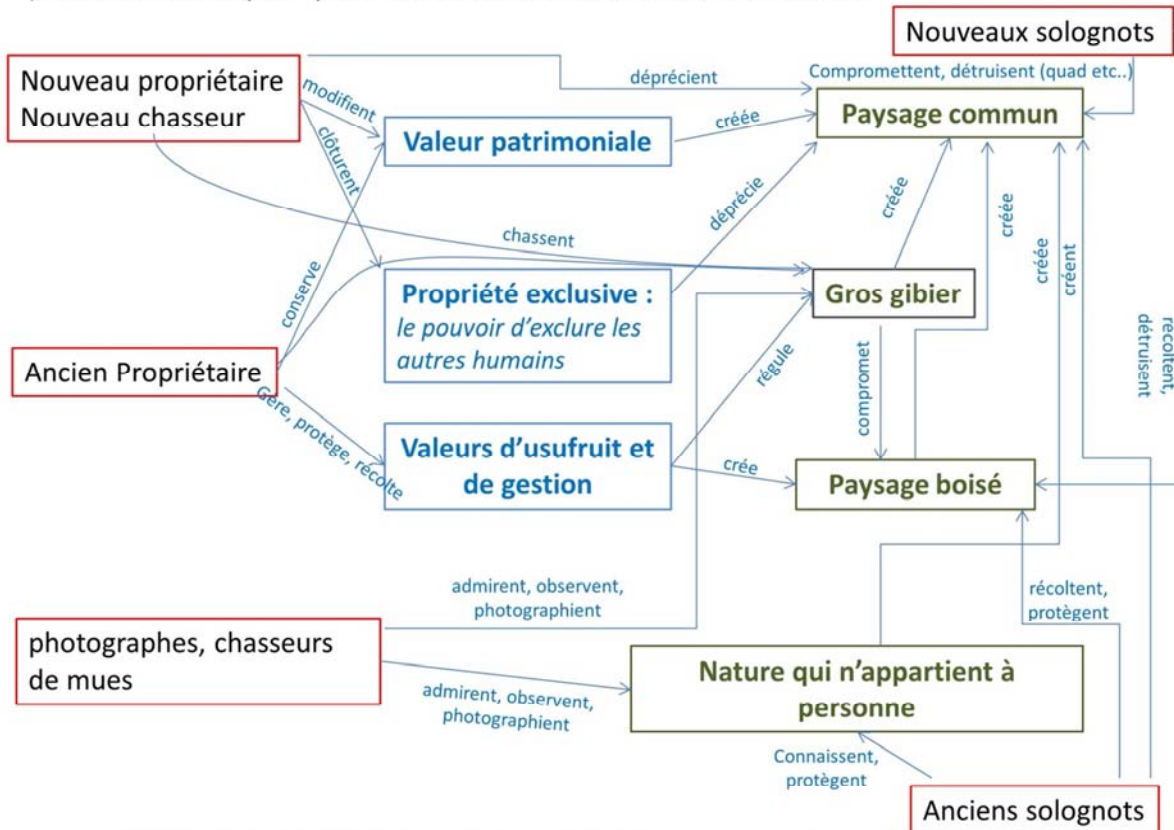 Nouveaux solognots
Nouveau propriétaire
Nouveau chasseur
déprécient
Compromettent, détruisent (quad etc..)
modifient
Paysage commun
créée
Valeur patrimoniale
clôturent
déprécie
créée
créée
créée
créent
chassent
conserve
Propriété exclusive :
le pouvoir d'exclure les
autres humains
Gros gibier
régule
compromet
récoltent,
détruisent
Ancien Propriétaire
Gère, protège, récolte
Valeurs d'usufruit et
de gestion
crée
Paysage boisé
admirent, observent,
photographient
récoltent,
protègent
photographes, chasseurs
de mues
admirent, observent,
photographient
Nature qui n'appartient à
personne
Connaissent,
protègent
Anciens solognots